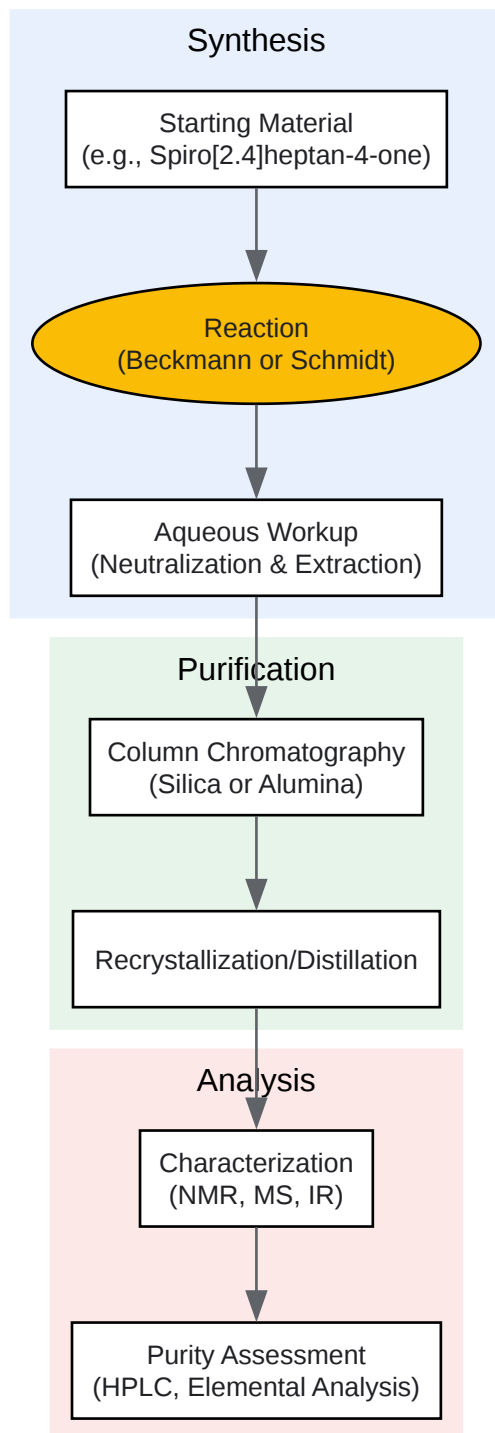 Synthesis
Starting Material
(e.g., Spiro[2.4]heptan-4-one)
Reaction
(Beckmann or Schmidt)
Aqueous Workup
(Neutralization & Extraction)
Purification
Column Chromatography
(Silica or Alumina)
Recrystallization/Distillation
Analysis
Characterization
(NMR, MS, IR)
Purity Assessment
(HPLC, Elemental Analysis)